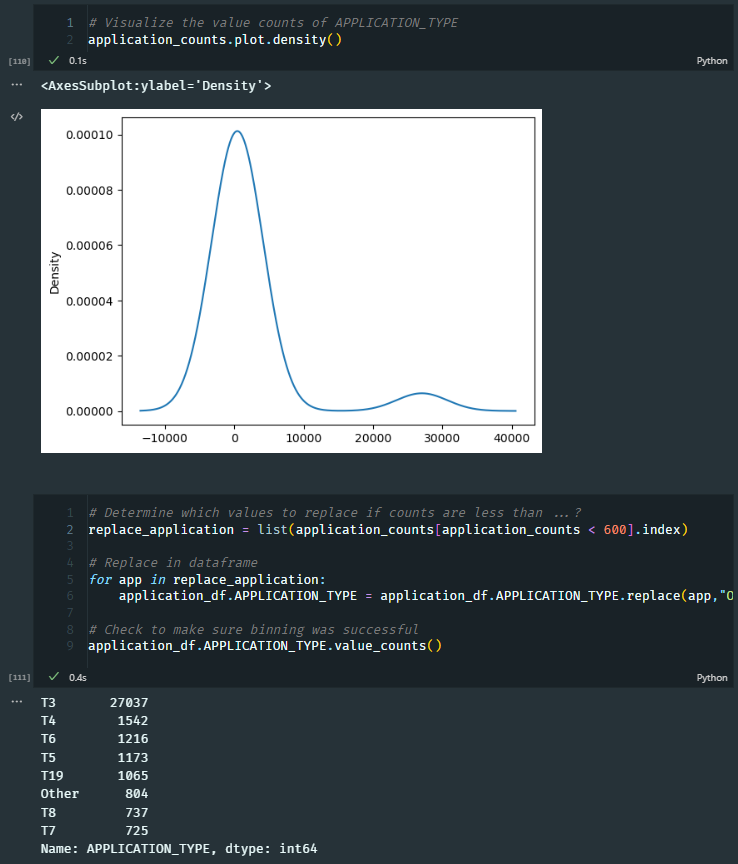 1 # Visualize the value counts of APPLICATION_TYPE
2 application_counts.plot.density()
[110] ✓ 0.1s Python
... <AxesSubplot:ylabel='Density'>
</>
0.00010
0.00008
0.00006
0.00004
0.00002
0.00000
Density
−10000 0 10000 20000 30000 40000
1 # Determine which values to replace if counts are less than ...?
2 replace_application = list(application_counts[application_counts < 600].index)
3
4 # Replace in dataframe
5 for app in replace_application:
6 application_df.APPLICATION_TYPE = application_df.APPLICATION_TYPE.replace(app,"O
7
8 # Check to make sure binning was successful
9 application_df.APPLICATION_TYPE.value_counts()
[111] ✓ 0.4s Python
... T3 27037
T4 1542
T6 1216
T5 1173
T19 1065
Other 804
T8 737
T7 725
Name: APPLICATION_TYPE, dtype: int64